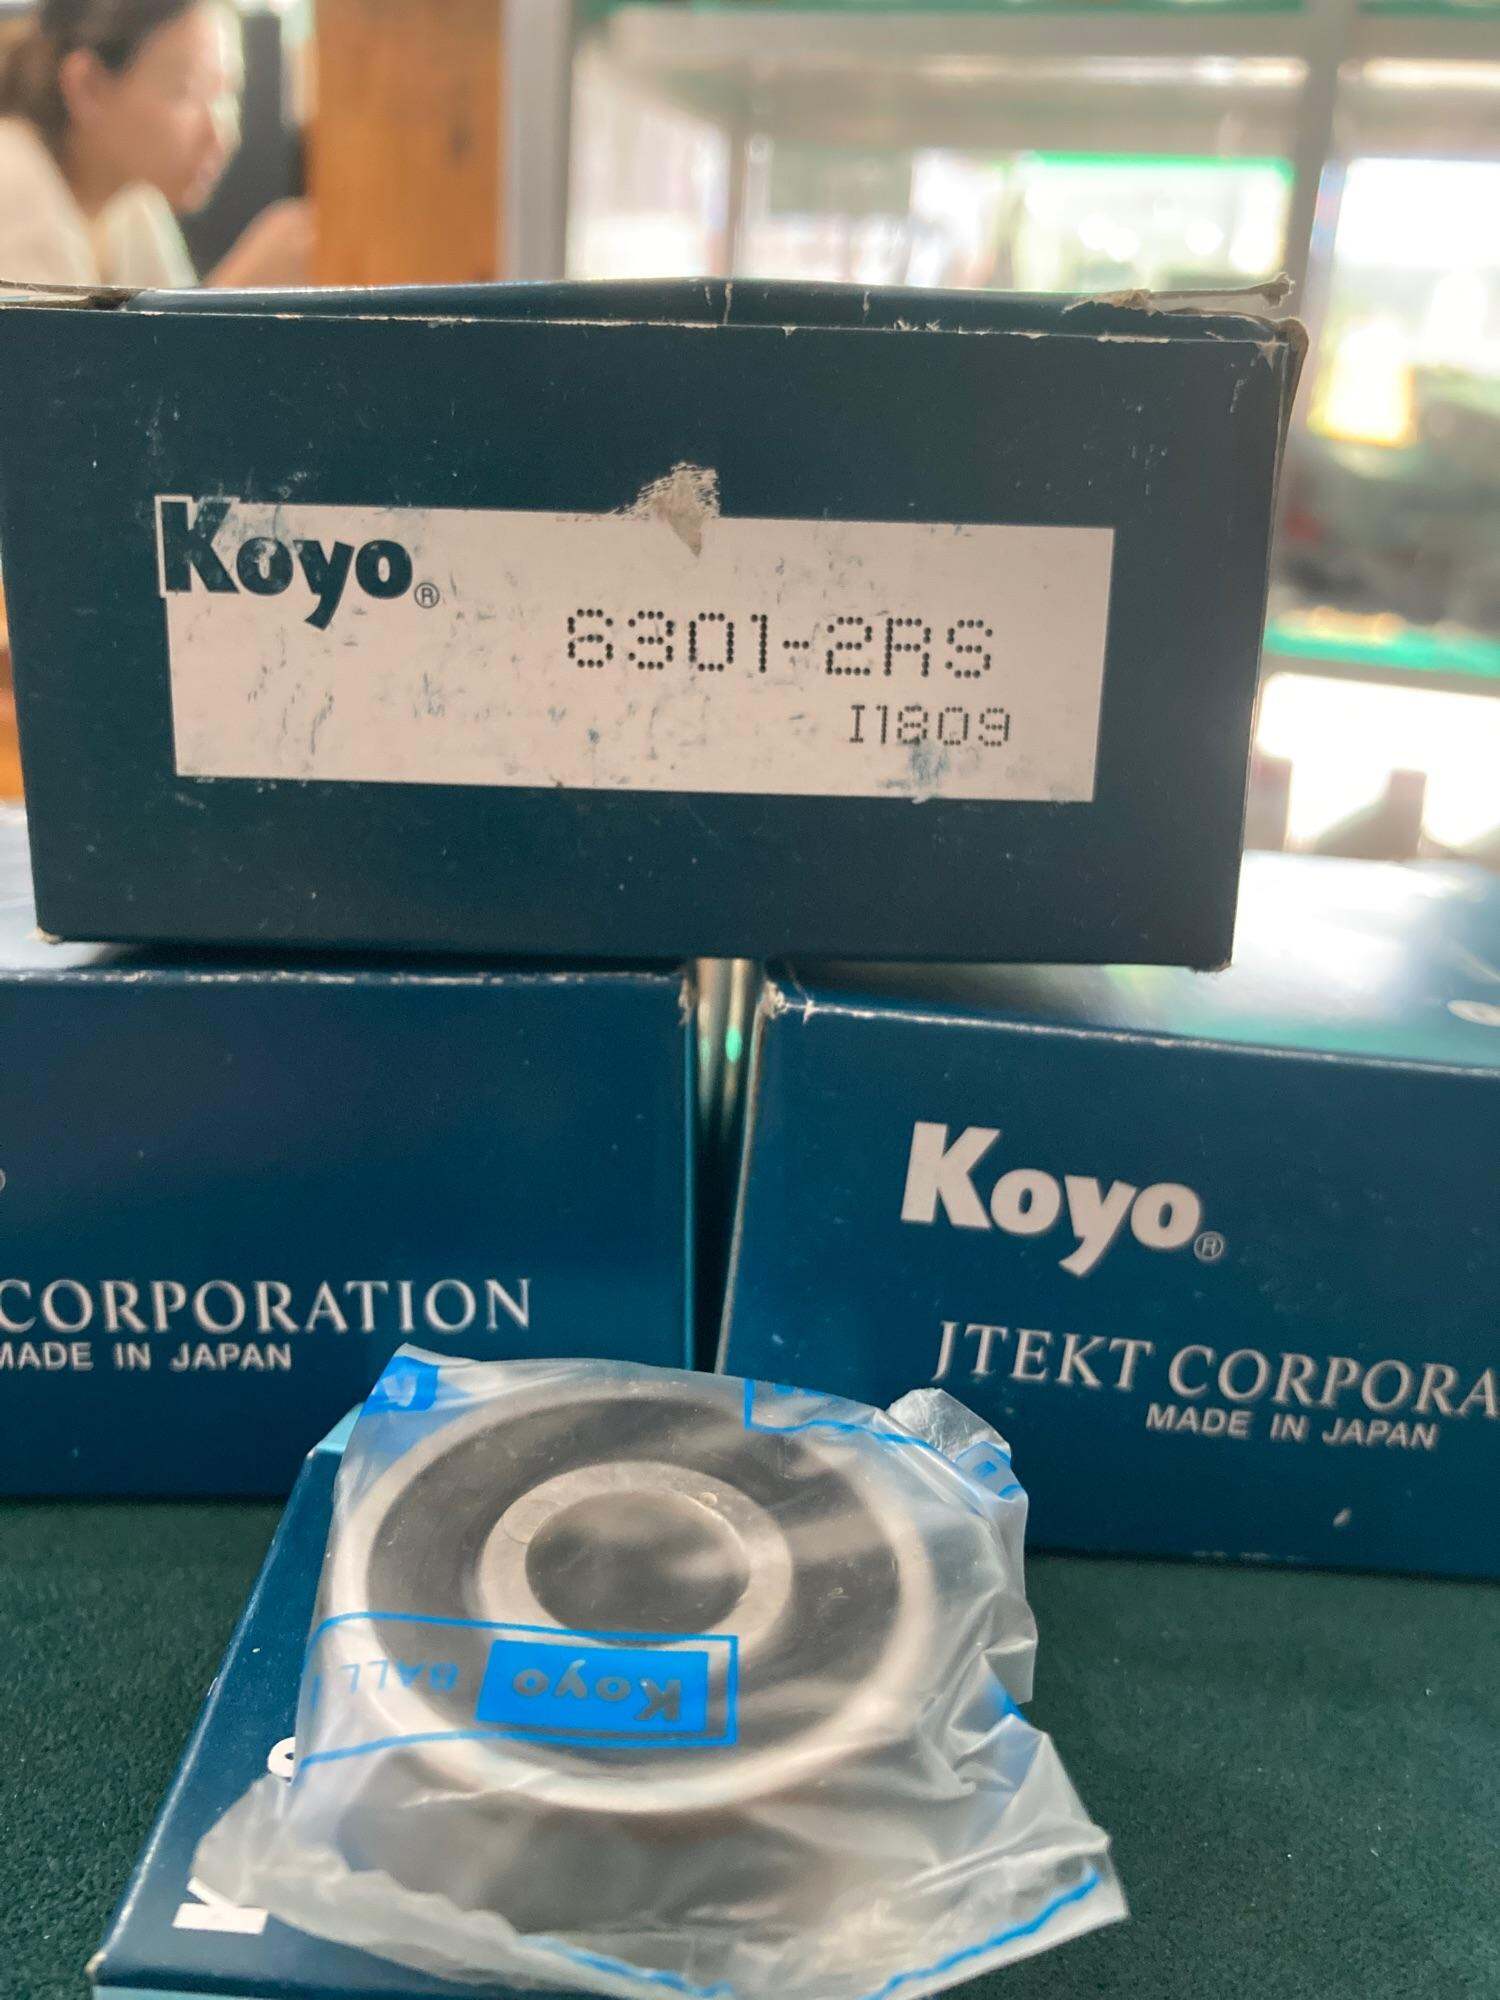 Koyo®
6301-2RS
I1809
CORPORATION
MADE IN JAPAN
Koyo®
JTEKT CORPORA
MADE IN JAPAN
Koyo
BALL